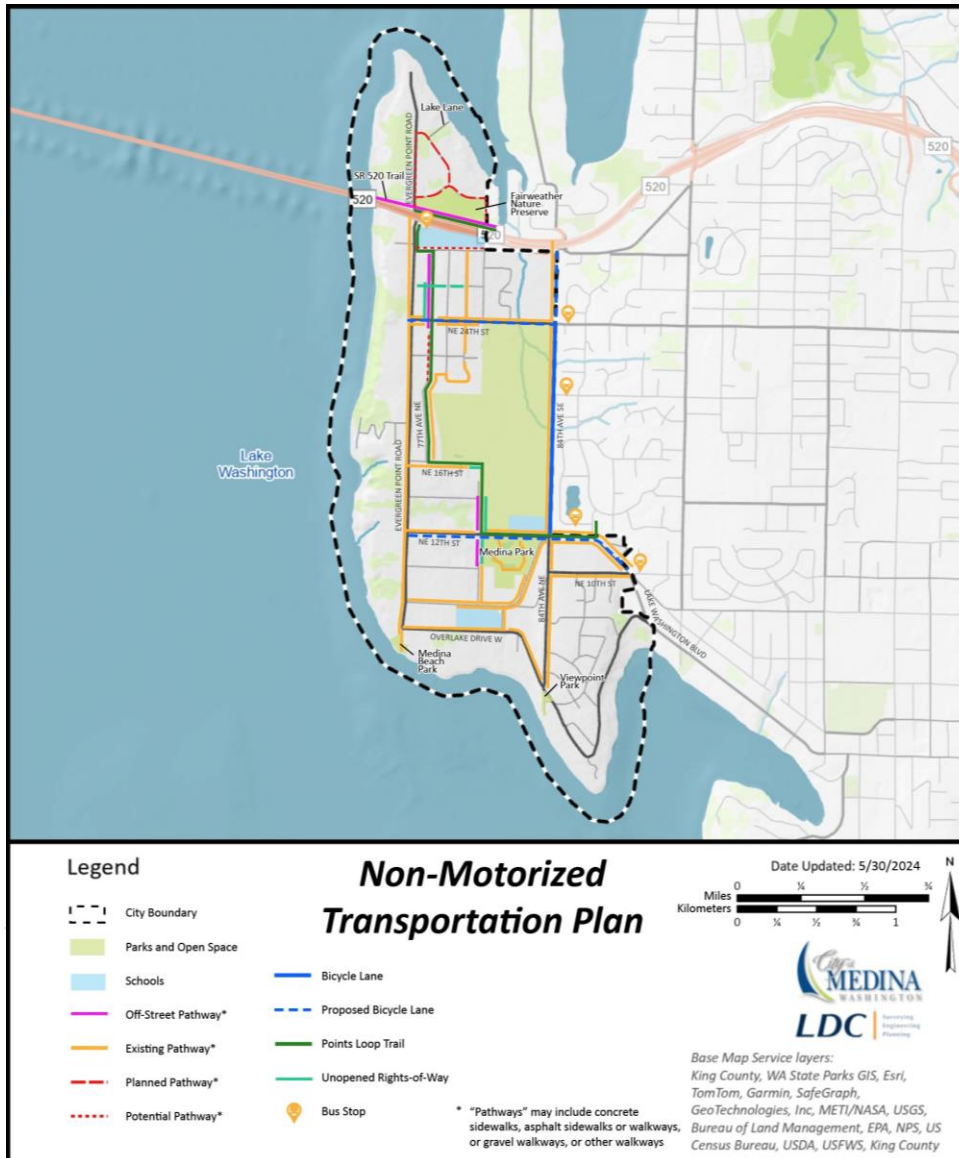 Lake Lane
EVERGREEN POINT ROAD
SR 520 Trail
520
Fairweather
Nature
Preserve
520
520
520
NE 24TH ST
77TH AVE NE
84TH AVE SE
Lake
Washington
EVERGREEN POINT ROAD
NE 16TH ST
NE 12TH ST
Medina Park
84TH AVE NE
NE 10TH ST
LAKE WASHINGTON BLVD
OVERLAKE DRIVE W
Medina
Beach
Park
Viewpoint
Park
Legend
City Boundary
Parks and Open Space
Schools
Off-Street Pathway*
Existing Pathway*
Planned Pathway*
Potential Pathway*
Bicycle Lane
Proposed Bicycle Lane
Points Loop Trail
Unopened Rights-of-Way
Bus Stop
Non-Motorized
Transportation Plan
* "Pathways" may include concrete
sidewalks, asphalt sidewalks or walkways,
or gravel walkways, or other walkways
Date Updated: 5/30/2024
N
Miles
0 ¼ ½ ¾
Kilometers
0 ¼ ½ ¾ 1
City of
MEDINA
WASHINGTON
LDC
Surveying
Engineering
Planning
Base Map Service layers:
King County, WA State Parks GIS, Esri,
TomTom, Garmin, SafeGraph,
GeoTechnologies, Inc, METI/NASA, USGS,
Bureau of Land Management, EPA, NPS, US
Census Bureau, USDA, USFWS, King County